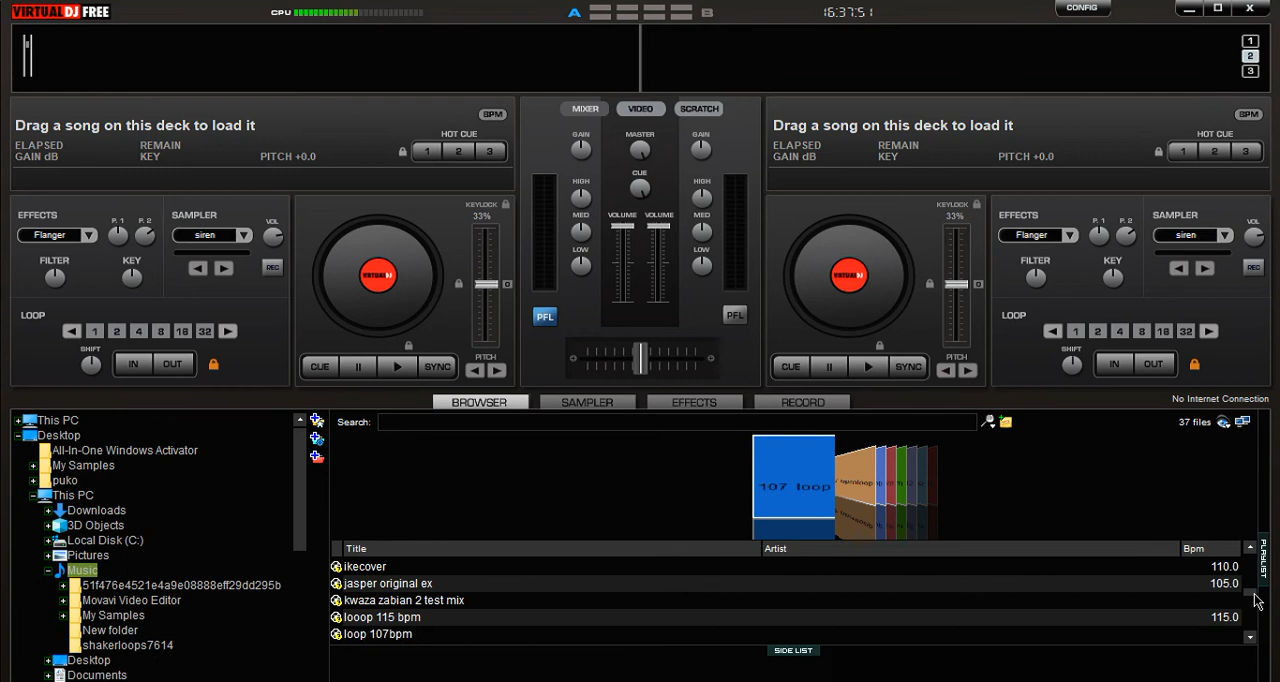 VIRTUAL DJ FREE
CPU
A
B
16:37:51
CONFIG
1
2
3
Drag a song on this deck to load it
BPM
ELAPSED
REMAIN
HOT CUE
GAIN dB
KEY
PITCH +0.0
1 2 3
MIXER
VIDEO
SCRATCH
GAIN
MASTER
GAIN
HIGH
CUE
HIGH
MED
VOLUME
VOLUME
MED
LOW
LOW
PFL
PFL
Drag a song on this deck to load it
BPM
ELAPSED
REMAIN
HOT CUE
GAIN dB
KEY
PITCH +0.0
1 2 3
EFFECTS
P. 1
P. 2
SAMPLER
VOL
Flanger
siren
FILTER
KEY
REC
LOOP
1 2 4 8 16 32
SHIFT
IN
OUT
KEYLOCK
33%
VIRTUAL DJ
CUE
SYNC
PITCH
KEYLOCK
33%
VIRTUAL DJ
CUE
SYNC
PITCH
EFFECTS
P. 1
P. 2
SAMPLER
VOL
Flanger
siren
FILTER
KEY
REC
LOOP
1 2 4 8 16 32
SHIFT
IN
OUT
BROWSER
SAMPLER
EFFECTS
RECORD
No Internet Connection
This PC
Desktop
All-In-One Windows Activator
My Samples
puko
This PC
Downloads
3D Objects
Local Disk (C:)
Pictures
Music
51f476e4521e4a9e08888eff29dd295b
Movavi Video Editor
My Samples
New folder
shakerloops7614
Desktop
Documents
Search:
37 files
107 loop
Title
Artist
Bpm
ikecover
110.0
jasper original ex
105.0
kwaza zabian 2 test mix
looop 115 bpm
115.0
loop 107bpm
SIDE LIST
PLAYLIST